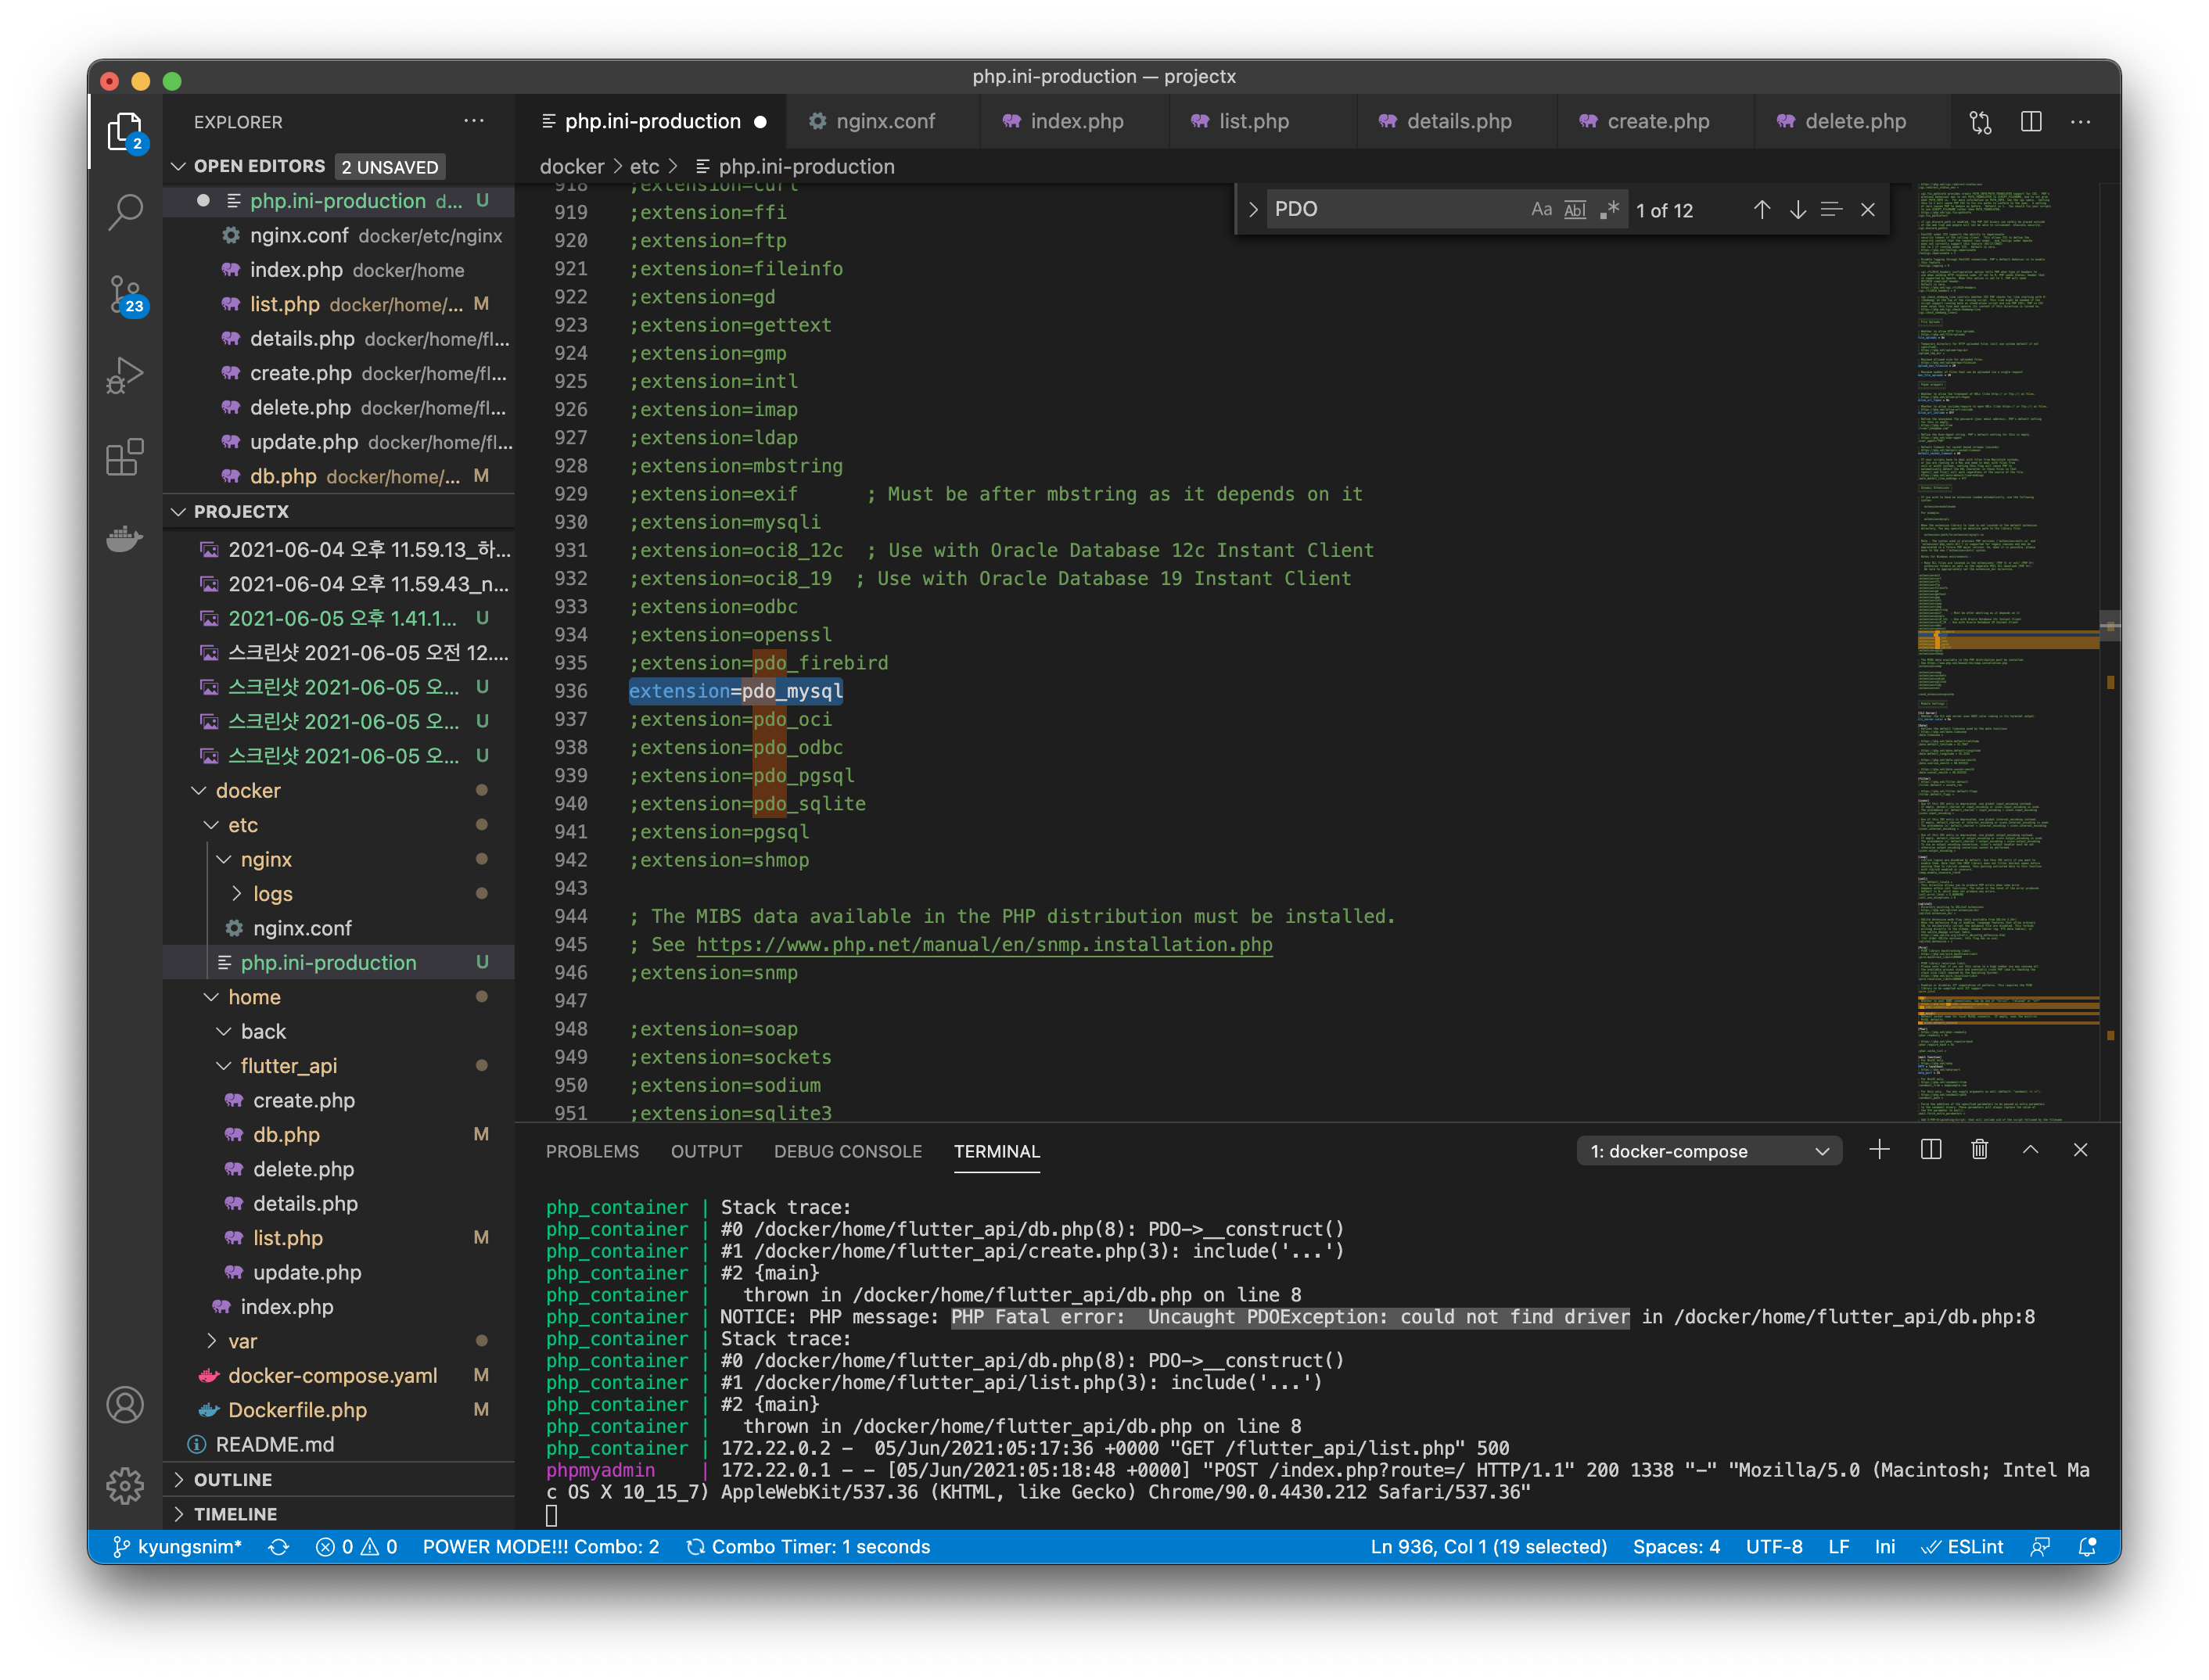 php.ini-production — projectx
EXPLORER
OPEN EDITORS 2 UNSAVED
php.ini-production d... U
nginx.conf docker/etc/nginx
index.php docker/home
list.php docker/home/... M
details.php docker/home/fl...
create.php docker/home/fl...
delete.php docker/home/fl...
update.php docker/home/fl...
db.php docker/home/... M
PROJECTX
2021-06-04 오후 11.59.13_하...
2021-06-04 오후 11.59.43_n...
2021-06-05 오후 1.41.1... U
스크린샷 2021-06-05 오전 12....
스크린샷 2021-06-05 오... U
스크린샷 2021-06-05 오... U
스크린샷 2021-06-05 오... U
docker
etc
nginx
logs
nginx.conf
php.ini-production U
home
back
flutter_api
create.php
db.php M
delete.php
details.php
list.php M
update.php
index.php
var
docker-compose.yaml M
Dockerfile.php M
README.md
OUTLINE
TIMELINE
2
23
php.ini-production nginx.conf index.php list.php details.php create.php delete.php
docker > etc > php.ini-production
PDO Aa Abl .* 1 of 12
918 ;extension=curl
919 ;extension=ffi
920 ;extension=ftp
921 ;extension=fileinfo
922 ;extension=gd
923 ;extension=gettext
924 ;extension=gmp
925 ;extension=intl
926 ;extension=imap
927 ;extension=ldap
928 ;extension=mbstring
929 ;extension=exif ; Must be after mbstring as it depends on it
930 ;extension=mysqli
931 ;extension=oci8_12c ; Use with Oracle Database 12c Instant Client
932 ;extension=oci8_19 ; Use with Oracle Database 19 Instant Client
933 ;extension=odbc
934 ;extension=openssl
935 ;extension=pdo_firebird
936 extension=pdo_mysql
937 ;extension=pdo_oci
938 ;extension=pdo_odbc
939 ;extension=pdo_pgsql
940 ;extension=pdo_sqlite
941 ;extension=pgsql
942 ;extension=shmop
943
944 ; The MIBS data available in the PHP distribution must be installed.
945 ; See https://www.php.net/manual/en/snmp.installation.php
946 ;extension=snmp
947
948 ;extension=soap
949 ;extension=sockets
950 ;extension=sodium
951 ;extension=sqlite3
PROBLEMS OUTPUT DEBUG CONSOLE TERMINAL 1: docker-compose
php_container | Stack trace:
php_container | #0 /docker/home/flutter_api/db.php(8): PDO->__construct()
php_container | #1 /docker/home/flutter_api/create.php(3): include('...')
php_container | #2 {main}
php_container |   thrown in /docker/home/flutter_api/db.php on line 8
php_container | NOTICE: PHP message: PHP Fatal error:  Uncaught PDOException: could not find driver in /docker/home/flutter_api/db.php:8
php_container | Stack trace:
php_container | #0 /docker/home/flutter_api/db.php(8): PDO->__construct()
php_container | #1 /docker/home/flutter_api/list.php(3): include('...')
php_container | #2 {main}
php_container |   thrown in /docker/home/flutter_api/db.php on line 8
php_container | 172.22.0.2 -  05/Jun/2021:05:17:36 +0000 "GET /flutter_api/list.php" 500
phpmyadmin | 172.22.0.1 - - [05/Jun/2021:05:18:48 +0000] "POST /index.php?route=/ HTTP/1.1" 200 1338 "-" "Mozilla/5.0 (Macintosh; Intel Ma
c OS X 10_15_7) AppleWebKit/537.36 (KHTML, like Gecko) Chrome/90.0.4430.212 Safari/537.36"
kyungsnim* 0 0 POWER MODE!!! Combo: 2 Combo Timer: 1 seconds Ln 936, Col 1 (19 selected) Spaces: 4 UTF-8 LF Ini ESLint